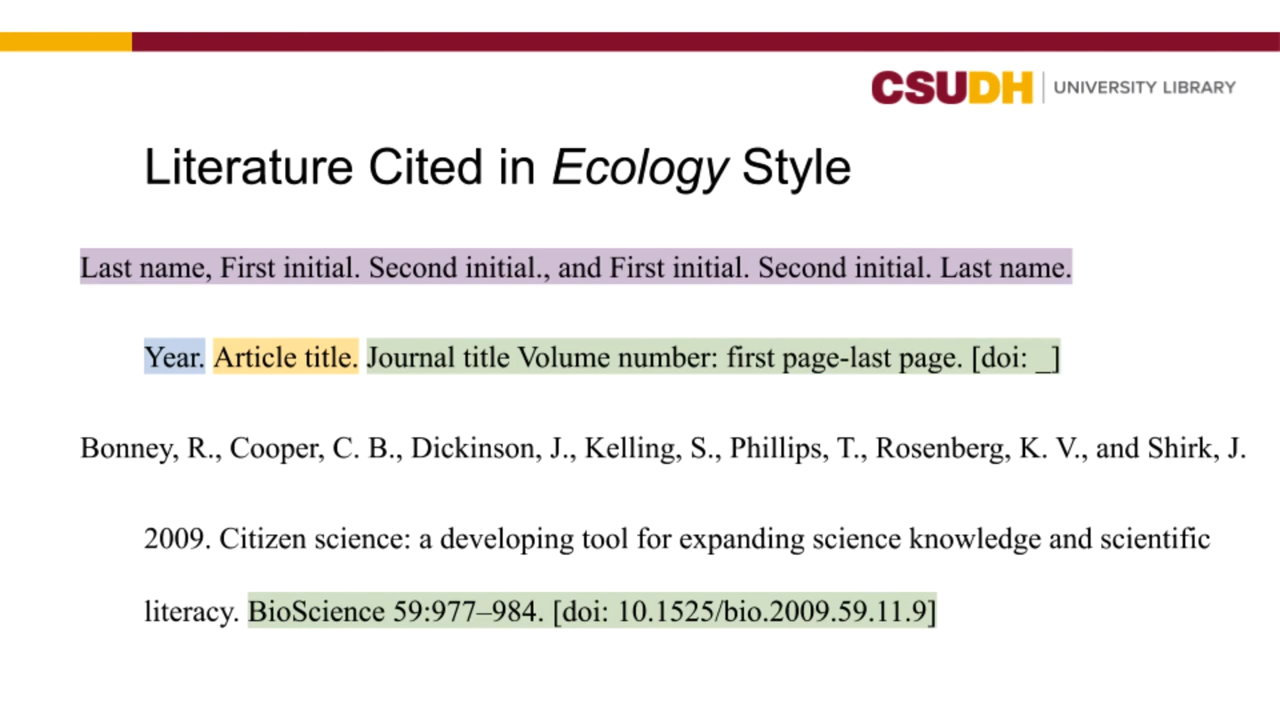 CSUDH UNIVERSITY LIBRARY
Literature Cited in Ecology Style
Last name, First initial. Second initial., and First initial. Second initial. Last name.
Year. Article title. Journal title Volume number: first page-last page. [doi: _]
Bonney, R., Cooper, C. B., Dickinson, J., Kelling, S., Phillips, T., Rosenberg, K. V., and Shirk, J.
2009. Citizen science: a developing tool for expanding science knowledge and scientific
literacy. BioScience 59:977–984. [doi: 10.1525/bio.2009.59.11.9]